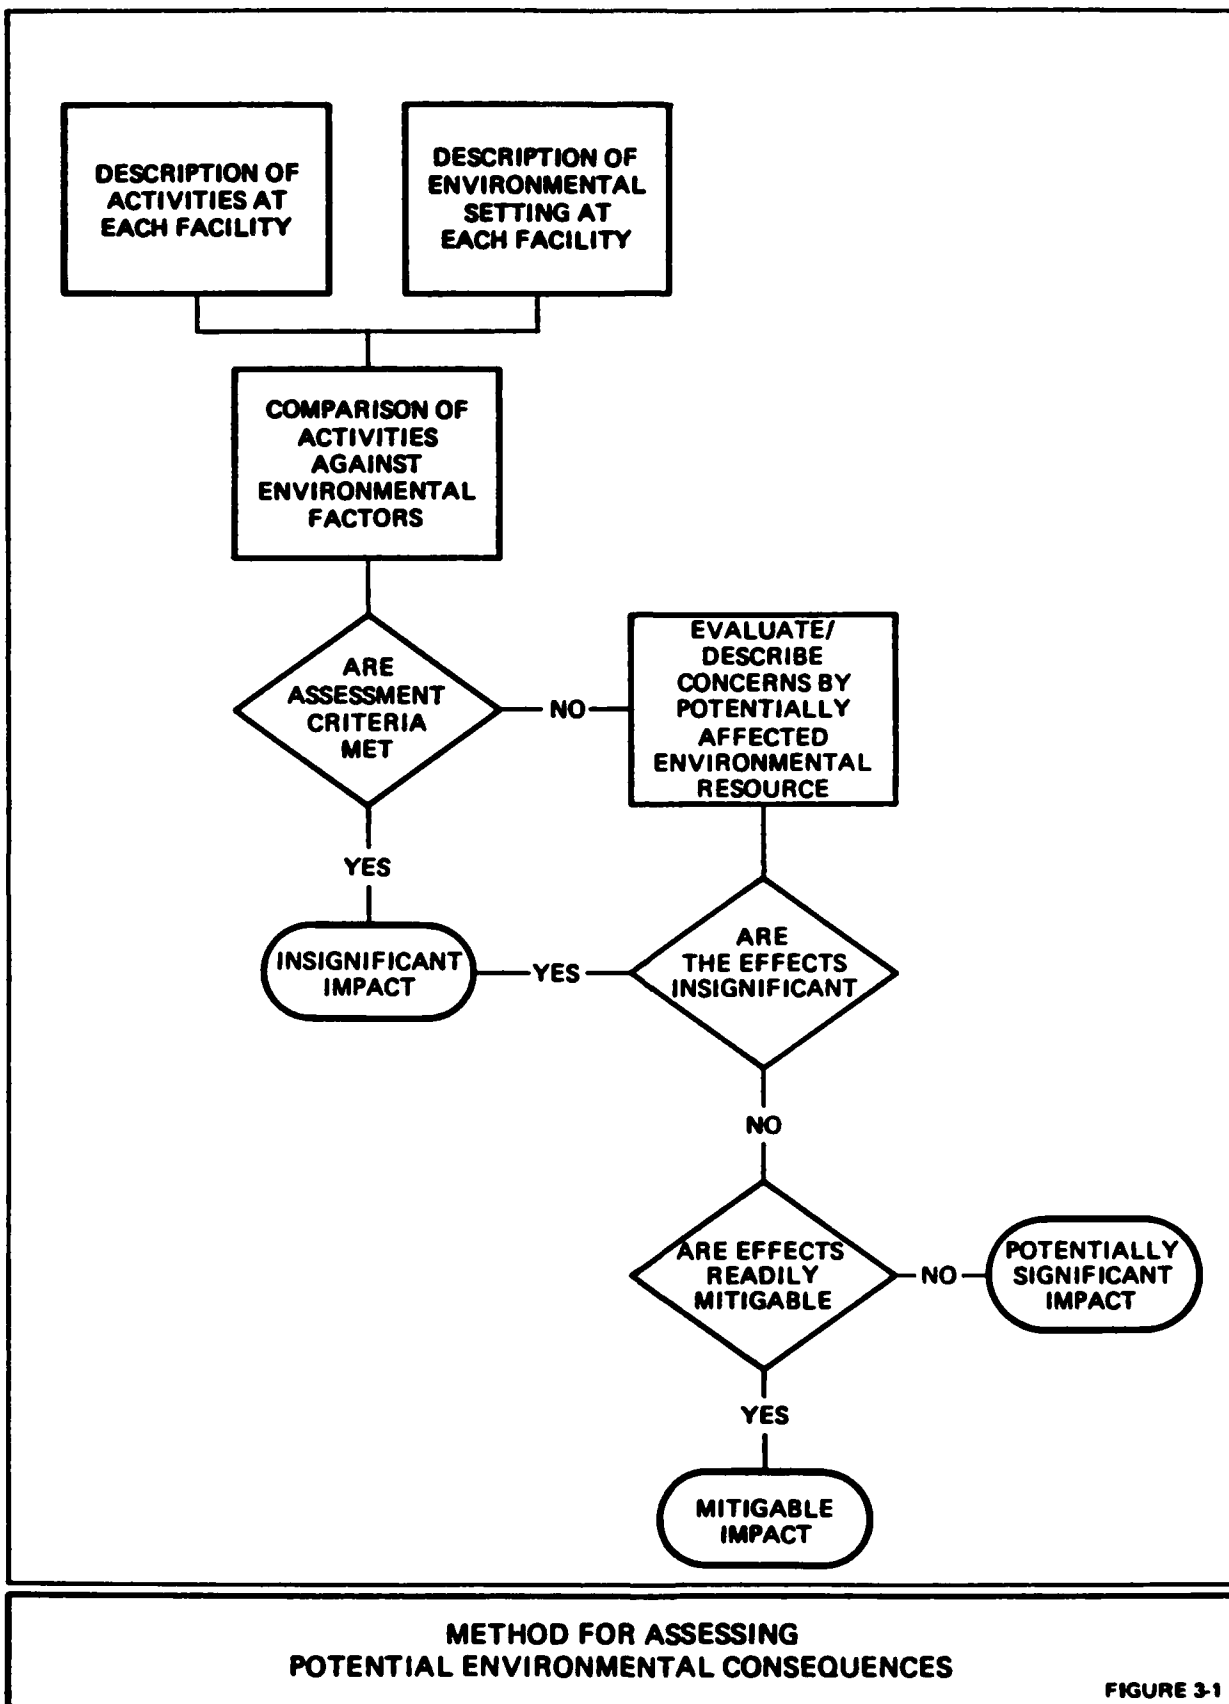 DESCRIPTION OF
ACTIVITIES AT
EACH FACILITY
DESCRIPTION OF
ENVIRONMENTAL
SETTING AT
EACH FACILITY
COMPARISON OF
ACTIVITIES
AGAINST
ENVIRONMENTAL
FACTORS
ARE
ASSESSMENT
CRITERIA
MET
NO
EVALUATE/
DESCRIBE
CONCERNS BY
POTENTIALLY
AFFECTED
ENVIRONMENTAL
RESOURCE
YES
INSIGNIFICANT
IMPACT
YES
ARE
THE EFFECTS
INSIGNIFICANT
NO
ARE EFFECTS
READILY
MITIGABLE
NO
POTENTIALLY
SIGNIFICANT
IMPACT
YES
MITIGABLE
IMPACT
METHOD FOR ASSESSING
POTENTIAL ENVIRONMENTAL CONSEQUENCES
FIGURE 3-1